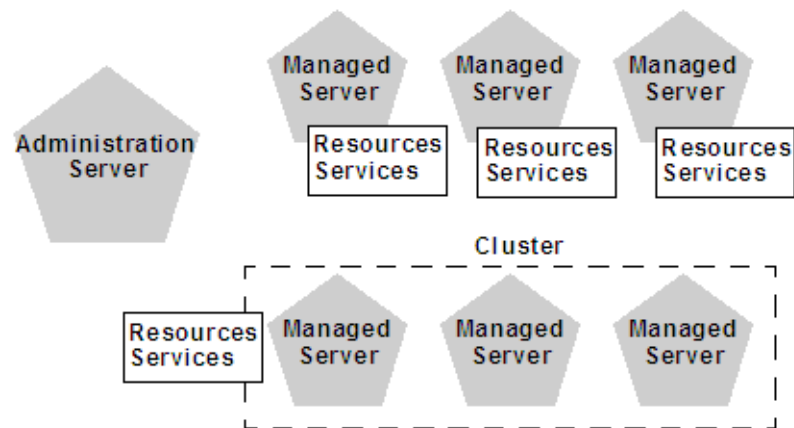 Managed
Server
Managed
Server
Managed
Server
Administration
Server
Resources
Services
Resources
Services
Resources
Services
Cluster
Resources
Services
Managed
Server
Managed
Server
Managed
Server